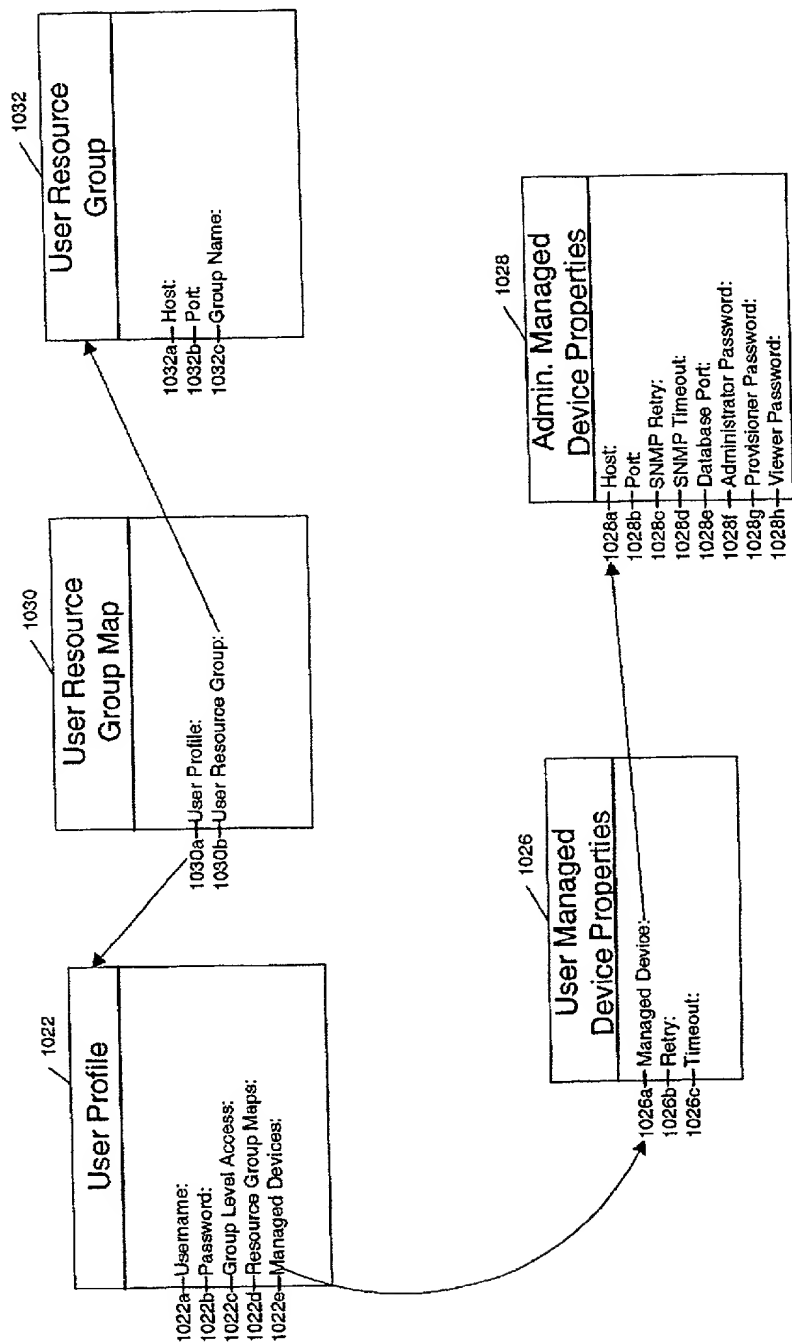 1022
User Profile
1022a Username:
1022b Password:
1022c Group Level Access:
1022d Resource Group Maps:
1022e Managed Devices:
1030
User Resource
Group Map
1030a User Profile:
1030b User Resource Group:
1032
User Resource
Group
1032a Host:
1032b Port:
1032c Group Name:
1026
User Managed
Device Properties
1026a Managed Device:
1026b Retry:
1026c Timeout:
1028
Admin. Managed
Device Properties
1028a Host:
1028b Port:
1028c SNMP Retry:
1028d SNMP Timeout:
1028e Database Port:
1028f Administrator Password:
1028g Provisioner Password:
1028h Viewer Password: